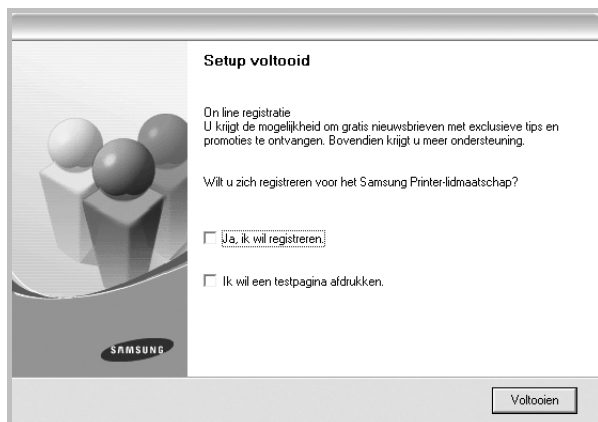 Setup voltooid
On line registratie
U krijgt de mogelijkheid om gratis nieuwsbrieven met exclusieve tips en
promoties te ontvangen. Bovendien krijgt u meer ondersteuning.
Wilt u zich registreren voor het Samsung Printer-lidmaatschap?
Ja, ik wil registreren.
Ik wil een testpagina afdrukken.
SAMSUNG
Voltooien